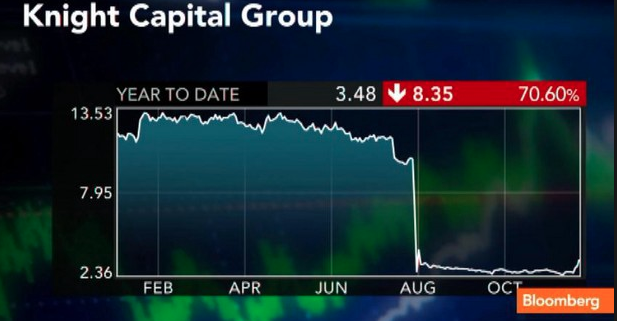 Knight Capital Group
YEAR TO DATE 3.48 8.35 70.60%
13.53
7.95
2.36
FEB APR JUN AUG OCT
Bloomberg